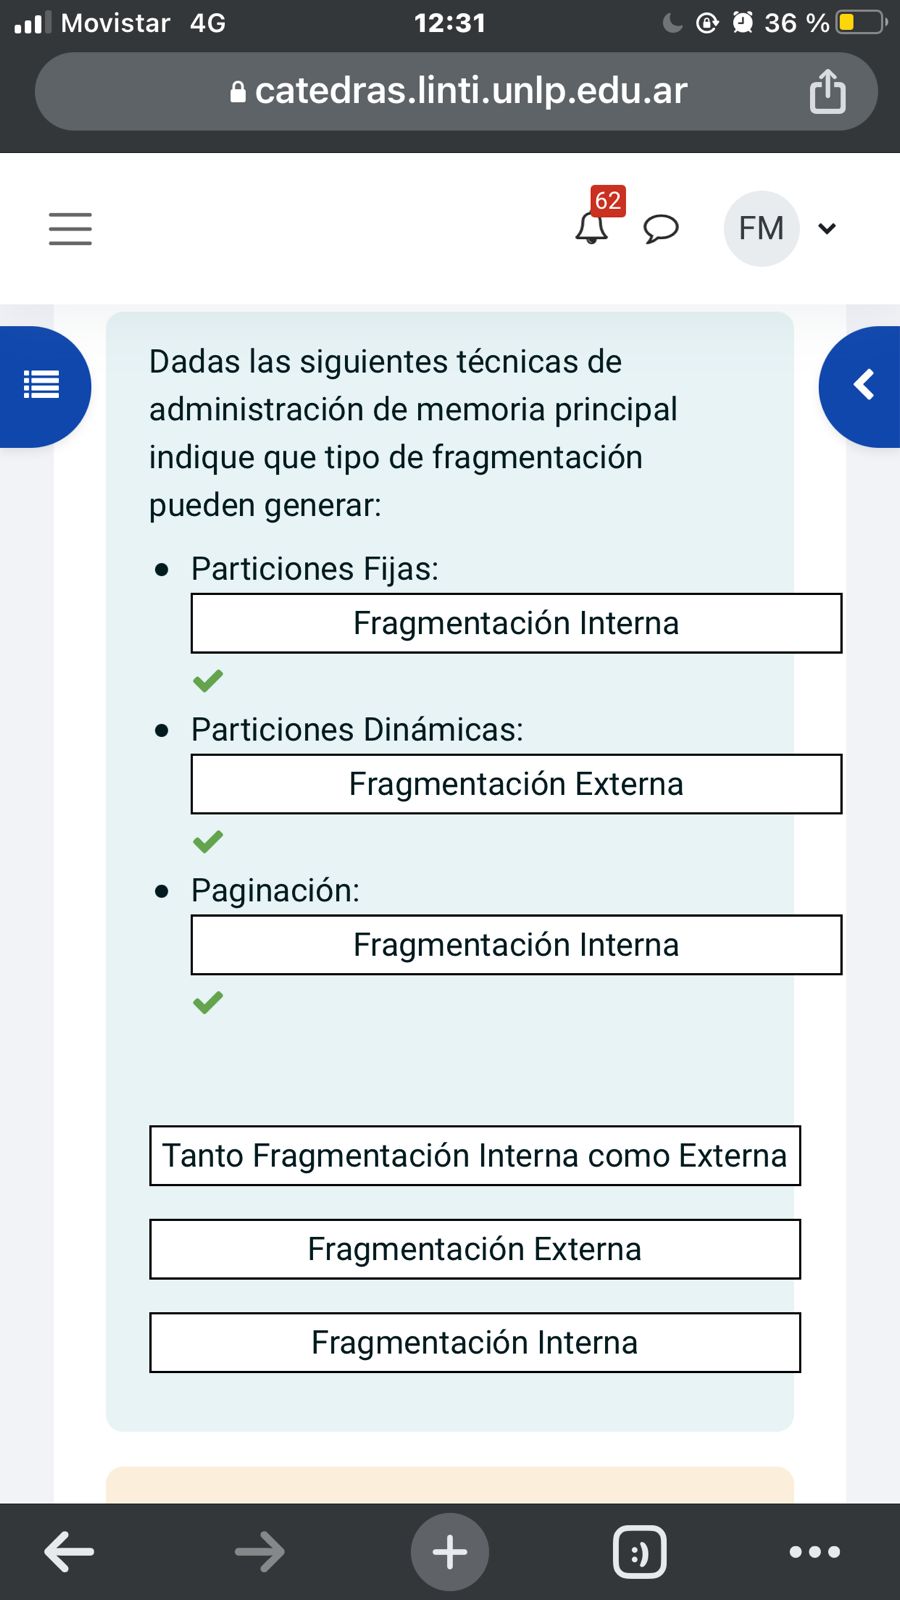 Movistar 4G 12:31 36 %
catedras.linti.unlp.edu.ar
62
FM
Dadas las siguientes técnicas de
administración de memoria principal
indique que tipo de fragmentación
pueden generar:
Particiones Fijas:
Fragmentación Interna
Particiones Dinámicas:
Fragmentación Externa
Paginación:
Fragmentación Interna
Tanto Fragmentación Interna como Externa
Fragmentación Externa
Fragmentación Interna
:)